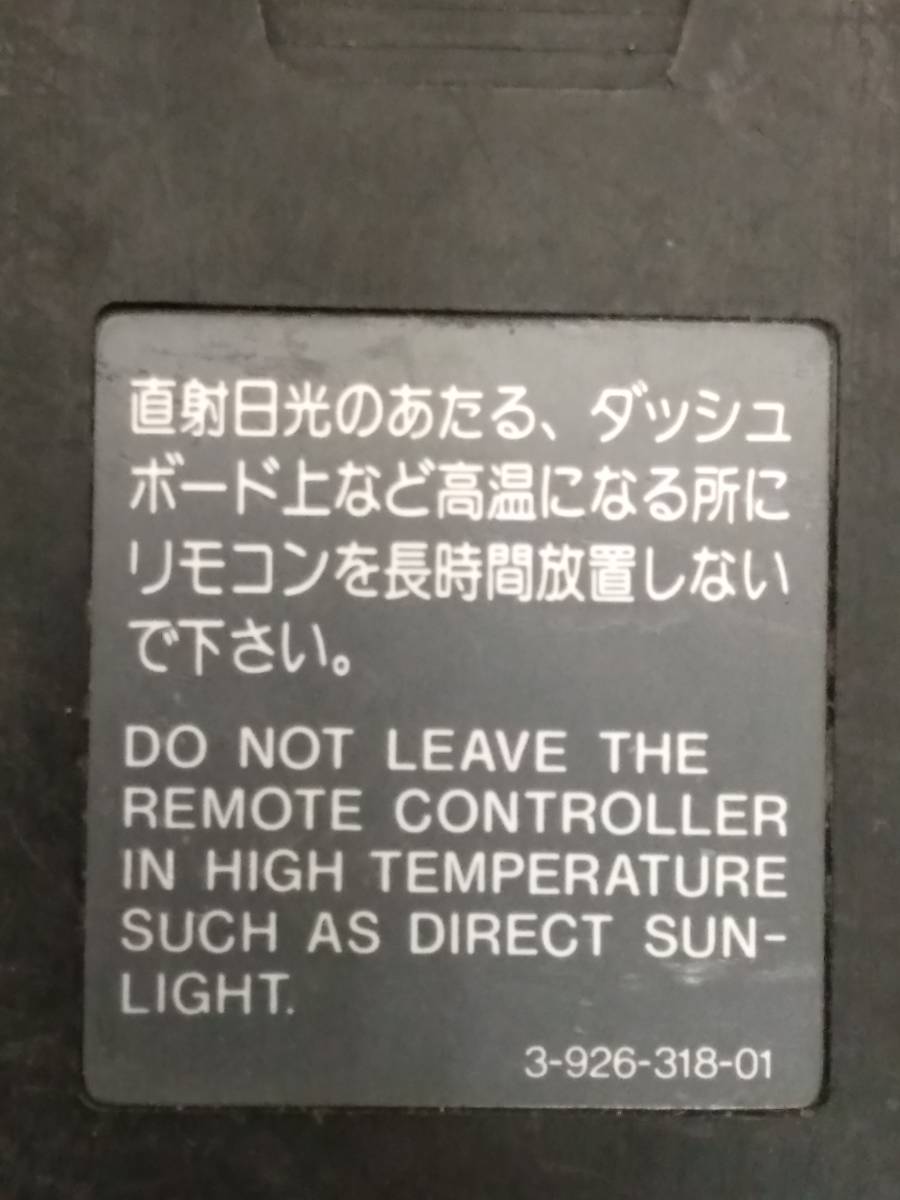 直射日光のあたる、ダッシュ
ボード上など高温になる所に
リモコンを長時間放置しない
で下さい。
DO NOT LEAVE THE
REMOTE CONTROLLER
IN HIGH TEMPERATURE
SUCH AS DIRECT SUN-
LIGHT.
3-926-318-01